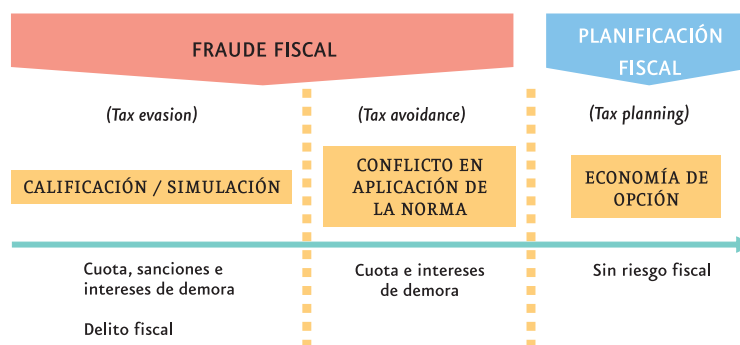 FRAUDE FISCAL
PLANIFICACIÓN
FISCAL
(Tax evasion)
(Tax avoidance)
(Tax planning)
CALIFICACIÓN / SIMULACIÓN
CONFLICTO EN
APLICACIÓN DE
LA NORMA
ECONOMÍA DE
OPCIÓN
Cuota, sanciones e
intereses de demora
Delito fiscal
Cuota e intereses
de demora
Sin riesgo fiscal